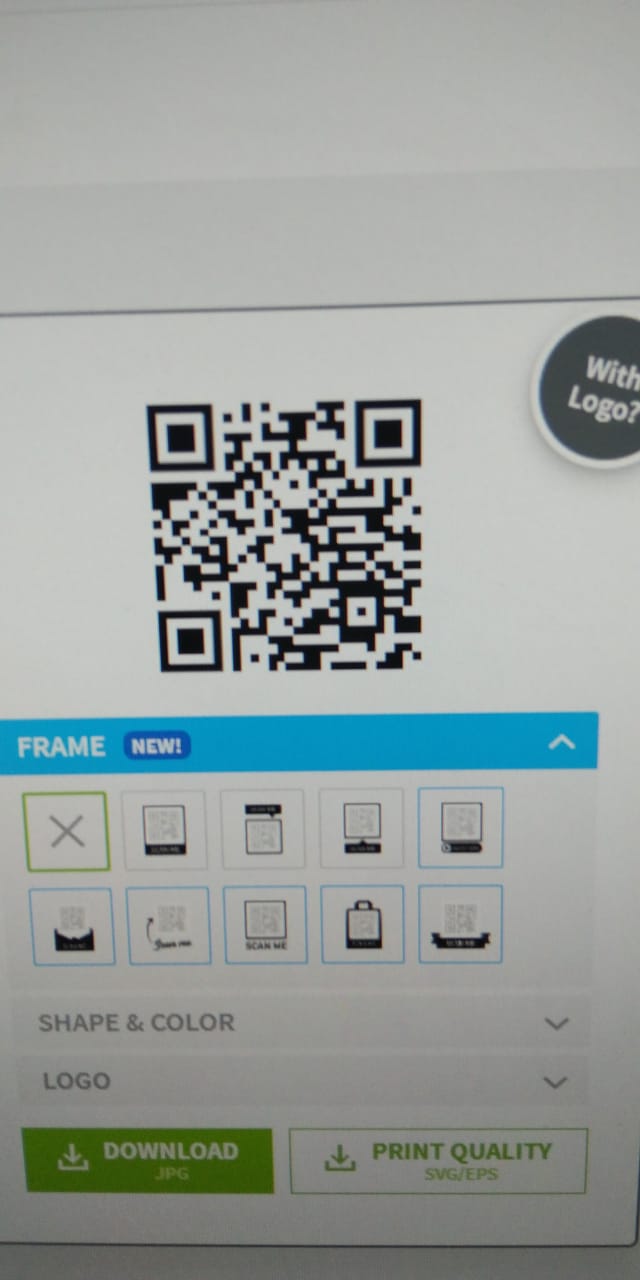 With
Logo?
FRAME NEW!
SCAN ME
SHAPE & COLOR
LOGO
DOWNLOAD
JPG
PRINT QUALITY
SVG/EPS